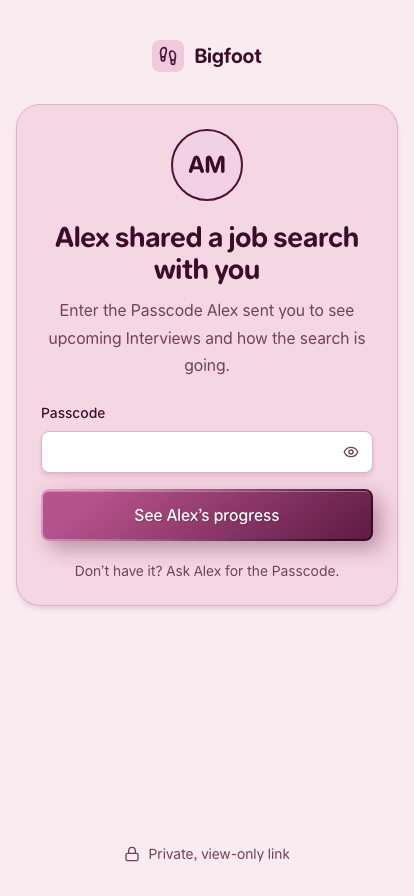 Bigfoot
AM
Alex shared a job search
with you
Enter the Passcode Alex sent you to see
upcoming Interviews and how the search is
going.
Passcode
See Alex’s progress
Don’t have it? Ask Alex for the Passcode.
Private, view-only link